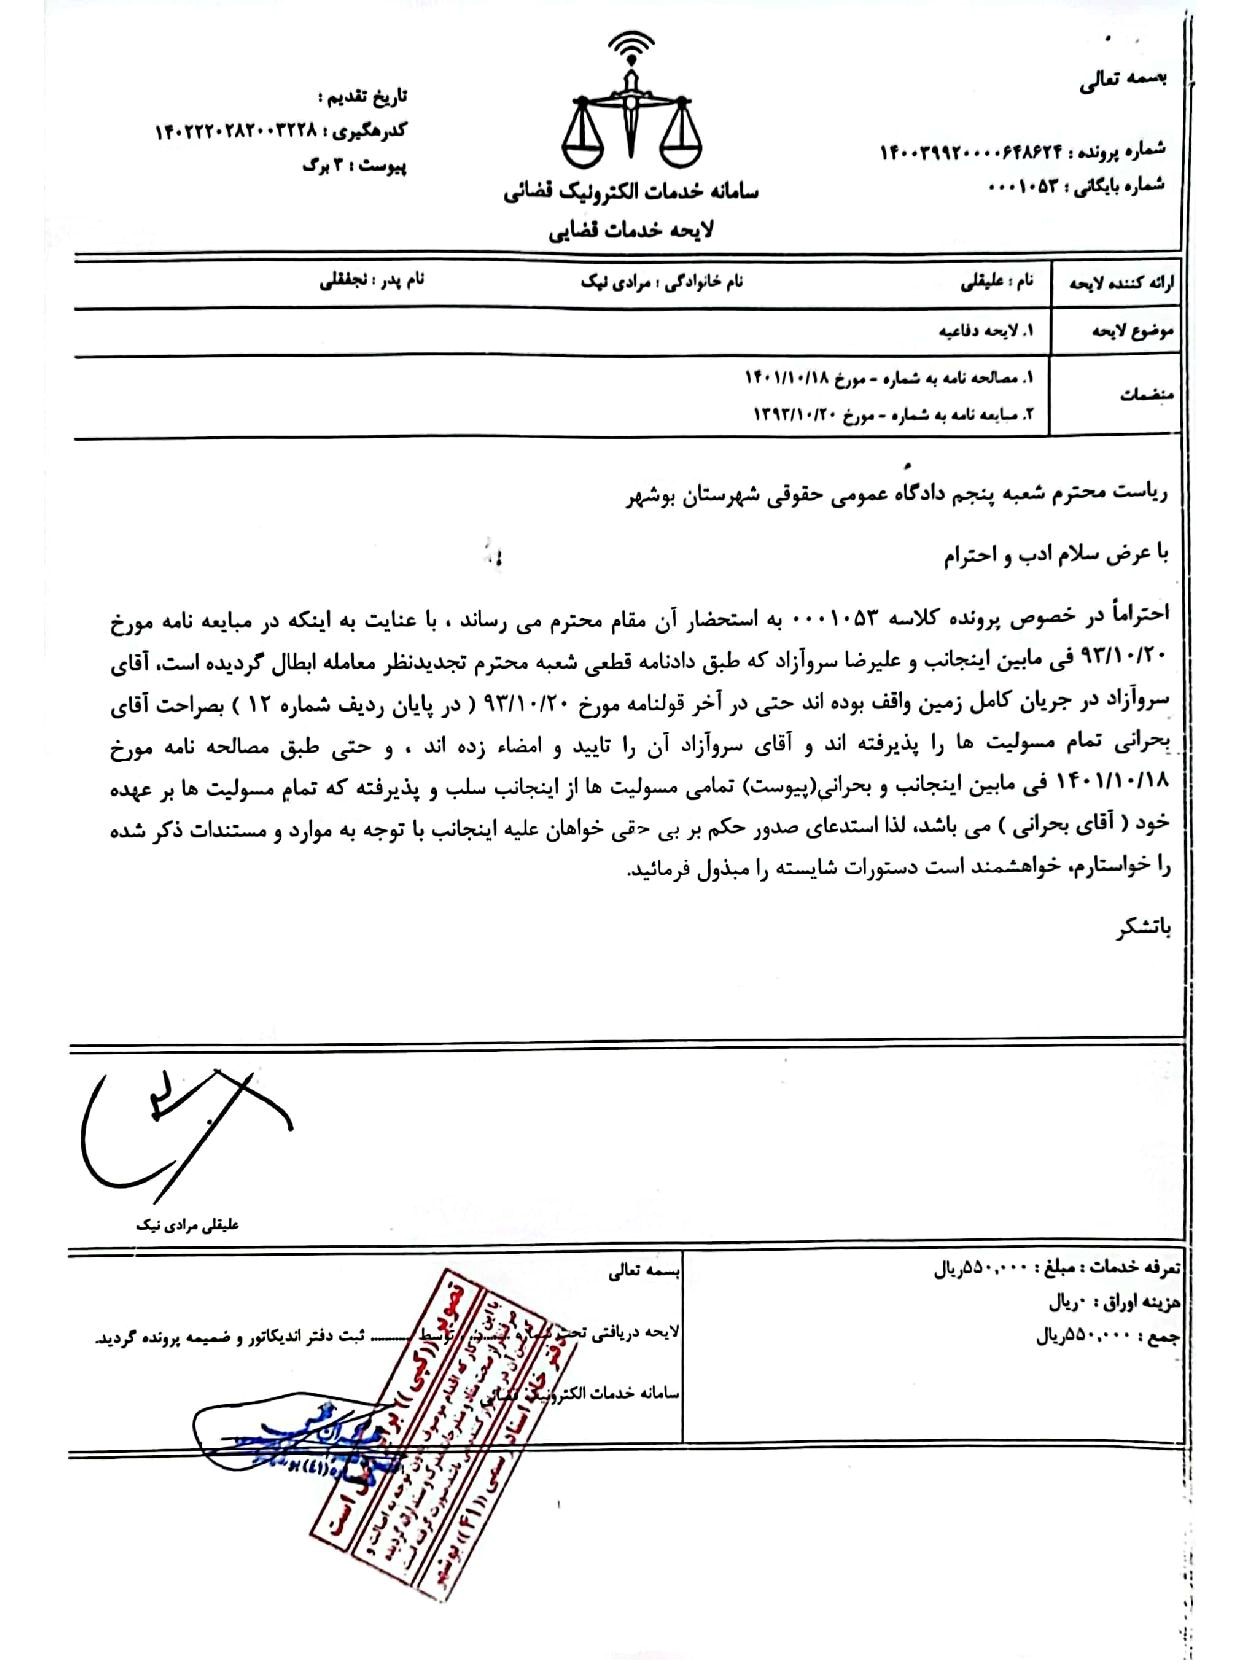 بسمه تعالی
شماره پرونده : ۱۴۰۰۳۹۹۲۰۰۰۰۶۴۸۶۲۴
شماره بایگانی : ۰۰۰۱۰۵۳
سامانه خدمات الکترونیک قضائی
لایحه خدمات قضایی
تاریخ تقدیم :
کدرهگیری : ۱۴۰۲۲۲۰۲۸۲۰۰۳۲۲۸
پیوست : ۳ برگ
ارائه کننده لایحه نام : علیقلی نام خانوادگی : مرادی نیک نام پدر : نجفقلی
موضوع لایحه ۱. لایحه دفاعیه
منضمات
۱. مصالحه نامه به شماره - مورخ ۱۴۰۱/۱۰/۱۸
۲. مبایعه نامه به شماره - مورخ ۱۳۹۳/۱۰/۲۰
ریاست محترم شعبه پنجم دادگاه عمومی حقوقی شهرستان بوشهر
با عرض سلام ادب و احترام
احتراماً در خصوص پرونده کلاسه ۰۰۰۱۰۵۳ به استحضار آن مقام محترم می رساند ، با عنایت به اینکه در مبایعه نامه مورخ
۹۳/۱۰/۲۰ فی مابین اینجانب و علیرضا سروآزاد که طبق دادنامه قطعی شعبه محترم تجدیدنظر معامله ابطال گردیده است، آقای
سروآزاد در جریان کامل زمین واقف بوده اند حتی در آخر قولنامه مورخ ۹۳/۱۰/۲۰ ( در پایان ردیف شماره ۱۲ ) بصراحت آقای
بحرانی تمام مسولیت ها را پذیرفته اند و آقای سروآزاد آن را تایید و امضاء زده اند ، و حتی طبق مصالحه نامه مورخ
۱۴۰۱/۱۰/۱۸ فی مابین اینجانب و بحرانی(پیوست) تمامی مسولیت ها از اینجانب سلب و پذیرفته که تمام مسولیت ها بر عهده
خود ( آقای بحرانی ) می باشد، لذا استدعای صدور حکم بر بی حقی خواهان علیه اینجانب با توجه به موارد و مستندات ذکر شده
را خواستارم، خواهشمند است دستورات شایسته را مبذول فرمائید.
باتشکر
علیقلی مرادی نیک
تعرفه خدمات : مبلغ : ۵۵۰,۰۰۰ریال
هزینه اوراق : ۰ریال
جمع : ۵۵۰,۰۰۰ریال
بسمه تعالی
لایحه دریافتی تحت شماره .......... توسط .......... ثبت دفتر اندیکاتور و ضمیمه پرونده گردید.
سامانه خدمات الکترونیک قضائی
تصویر ((کپی)) برابر اصل است
دفتر خانه اسناد رسمی ((۴۱)) بوشهر